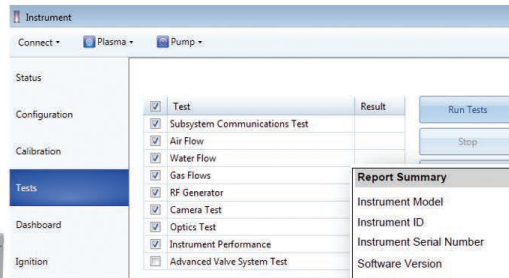 Instrument
Connect Plasma Pump
Status
Configuration
Calibration
Tests
Dashboard
Ignition
Test Result
Subsystem Communications Test
Air Flow
Water Flow
Gas Flows
RF Generator
Camera Test
Optics Test
Instrument Performance
Advanced Valve System Test
Run Tests
Stop
Report Summary
Instrument Model
Instrument ID
Instrument Serial Number
Software Version